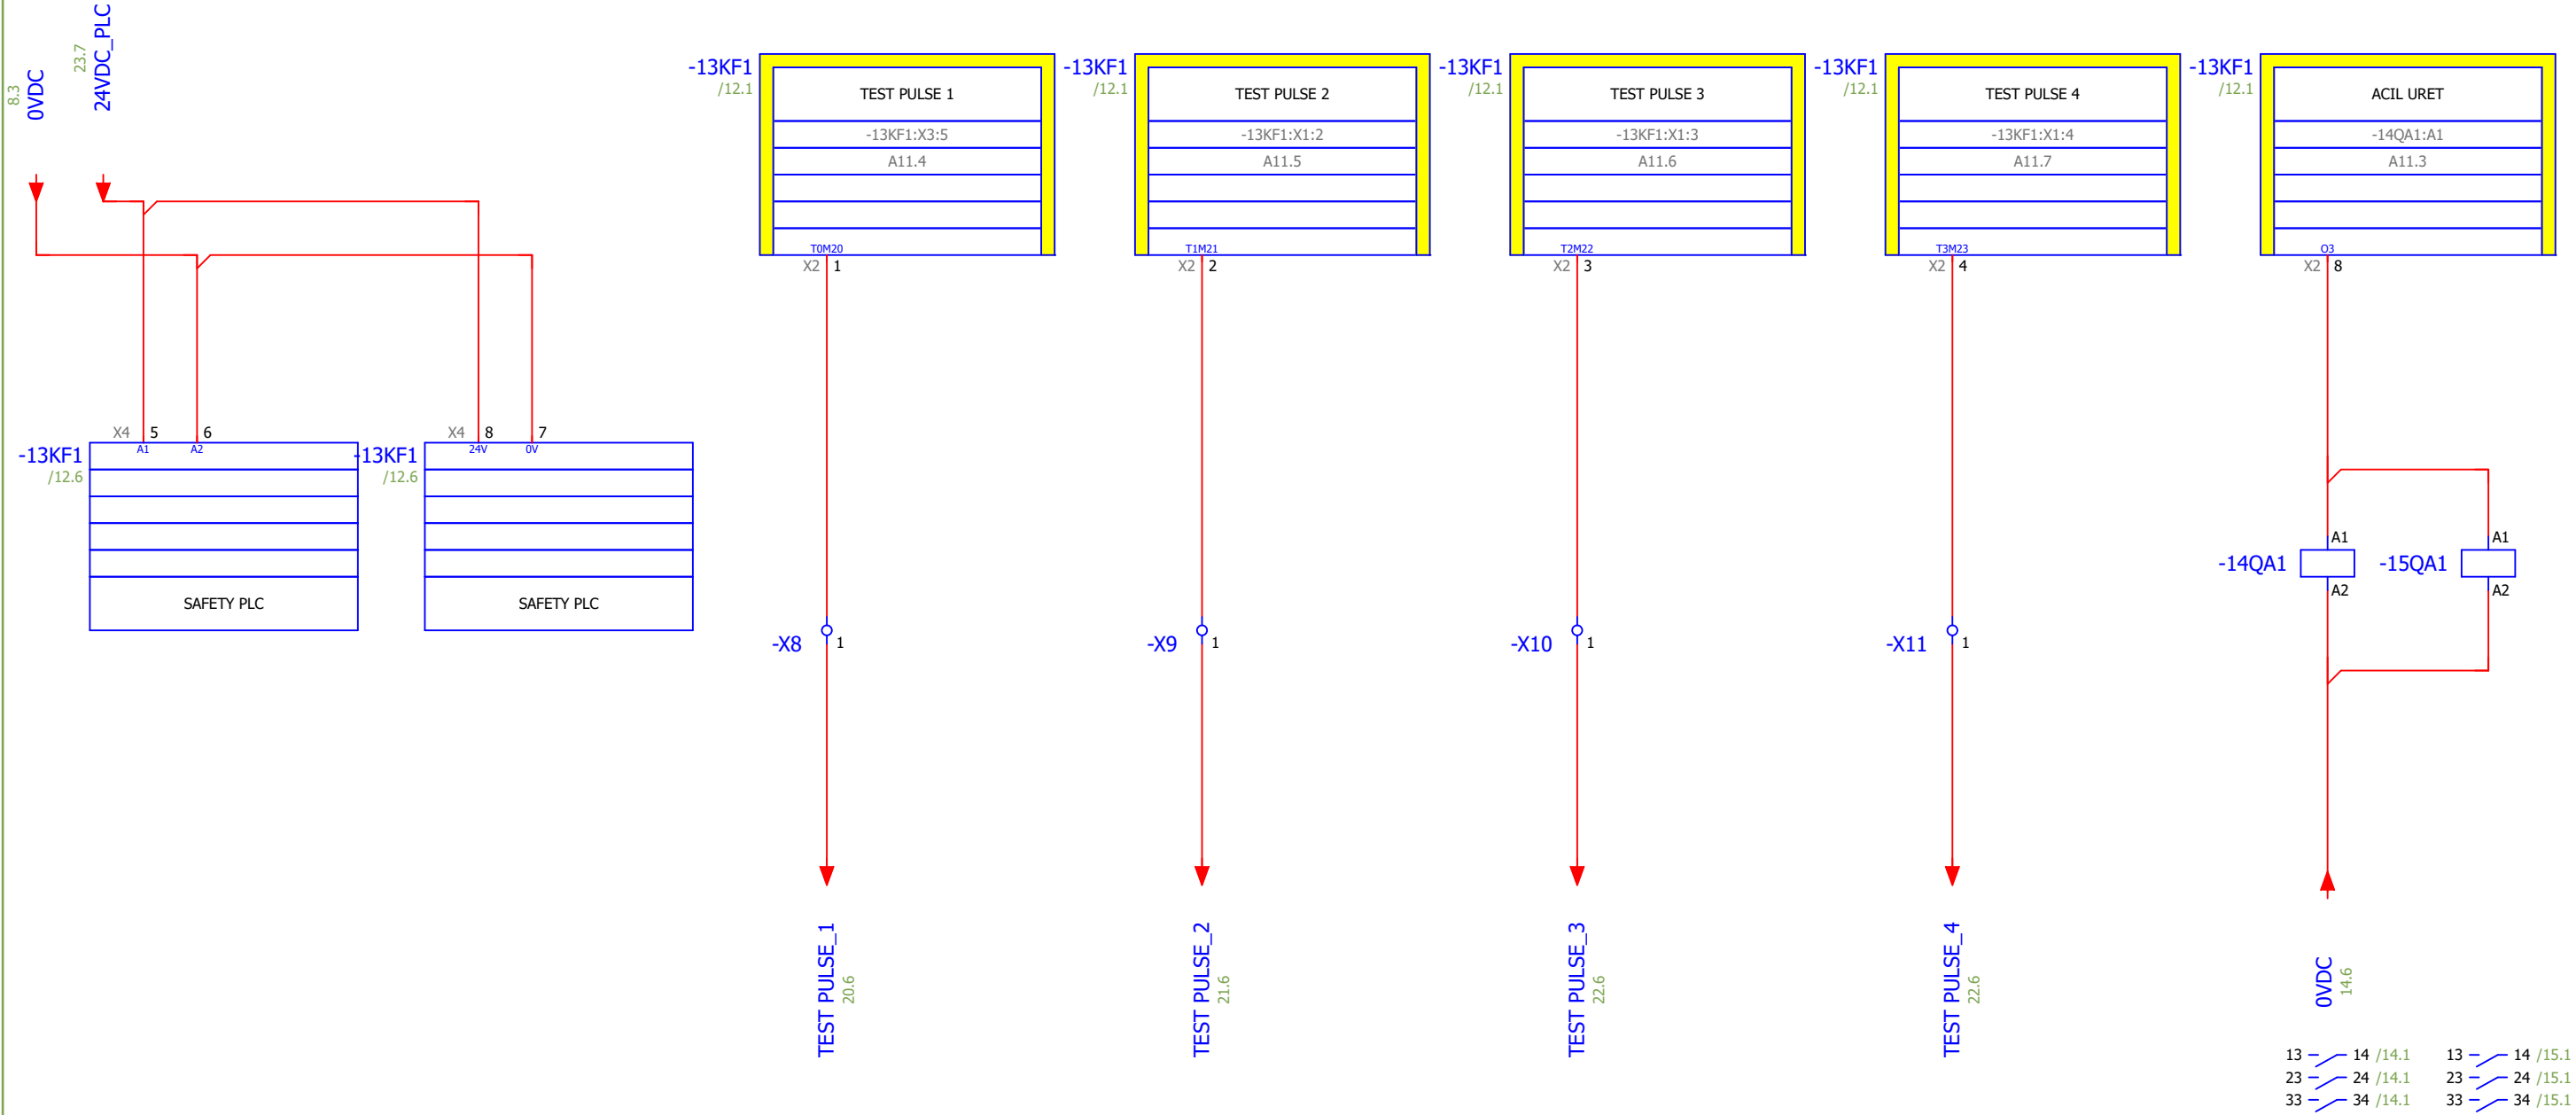 8.3
0VDC
23.7
24VDC_PLC
-13KF1
/12.1
TEST PULSE 1
-13KF1:X3:5
A11.4
T0M20
X2 1
-13KF1
/12.1
TEST PULSE 2
-13KF1:X1:2
A11.5
T1M21
X2 2
-13KF1
/12.1
TEST PULSE 3
-13KF1:X1:3
A11.6
T2M22
X2 3
-13KF1
/12.1
TEST PULSE 4
-13KF1:X1:4
A11.7
T3M23
X2 4
-13KF1
/12.1
ACIL URET
-14QA1:A1
A11.3
O3
X2 8
X4 5 6
-13KF1 A1 A2
/12.6
SAFETY PLC
X4 8 7
-13KF1 24V 0V
/12.6
SAFETY PLC
A1
-14QA1
A2
A1
-15QA1
A2
-X8 1
-X9 1
-X10 1
-X11 1
TEST PULSE_1
20.6
TEST PULSE_2
21.6
TEST PULSE_3
22.6
TEST PULSE_4
22.6
0VDC
14.6
13 14 /14.1 13 14 /15.1
23 24 /14.1 23 24 /15.1
33 34 /14.1 33 34 /15.1